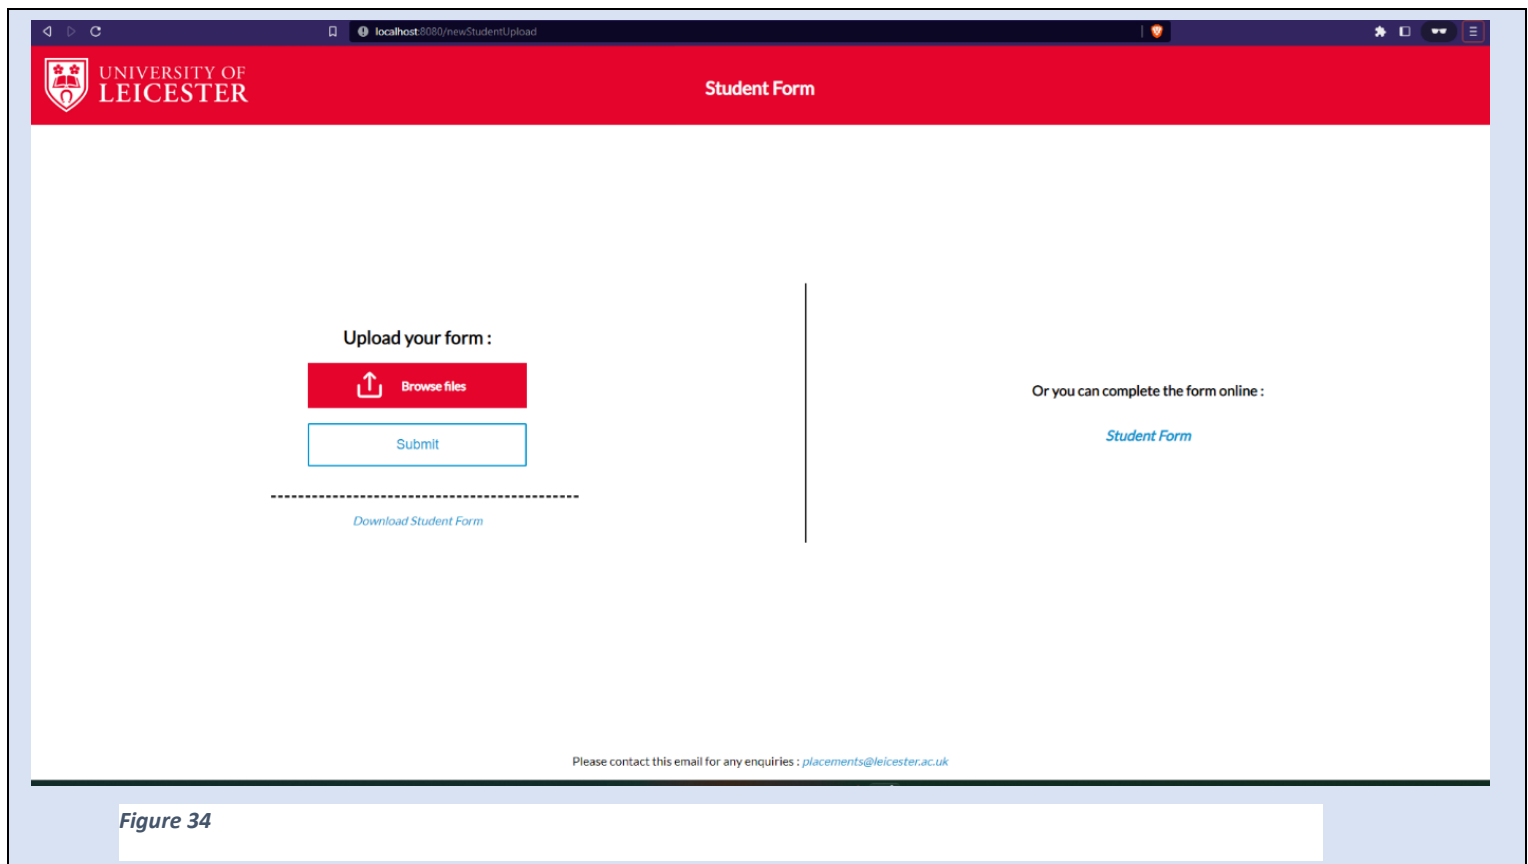 localhost:8080/newStudentUpload
UNIVERSITY OF
LEICESTER
Student Form
Upload your form :
Browse files
Submit
Download Student Form
Or you can complete the form online :
Student Form
Please contact this email for any enquiries : placements@leicester.ac.uk
Figure 34